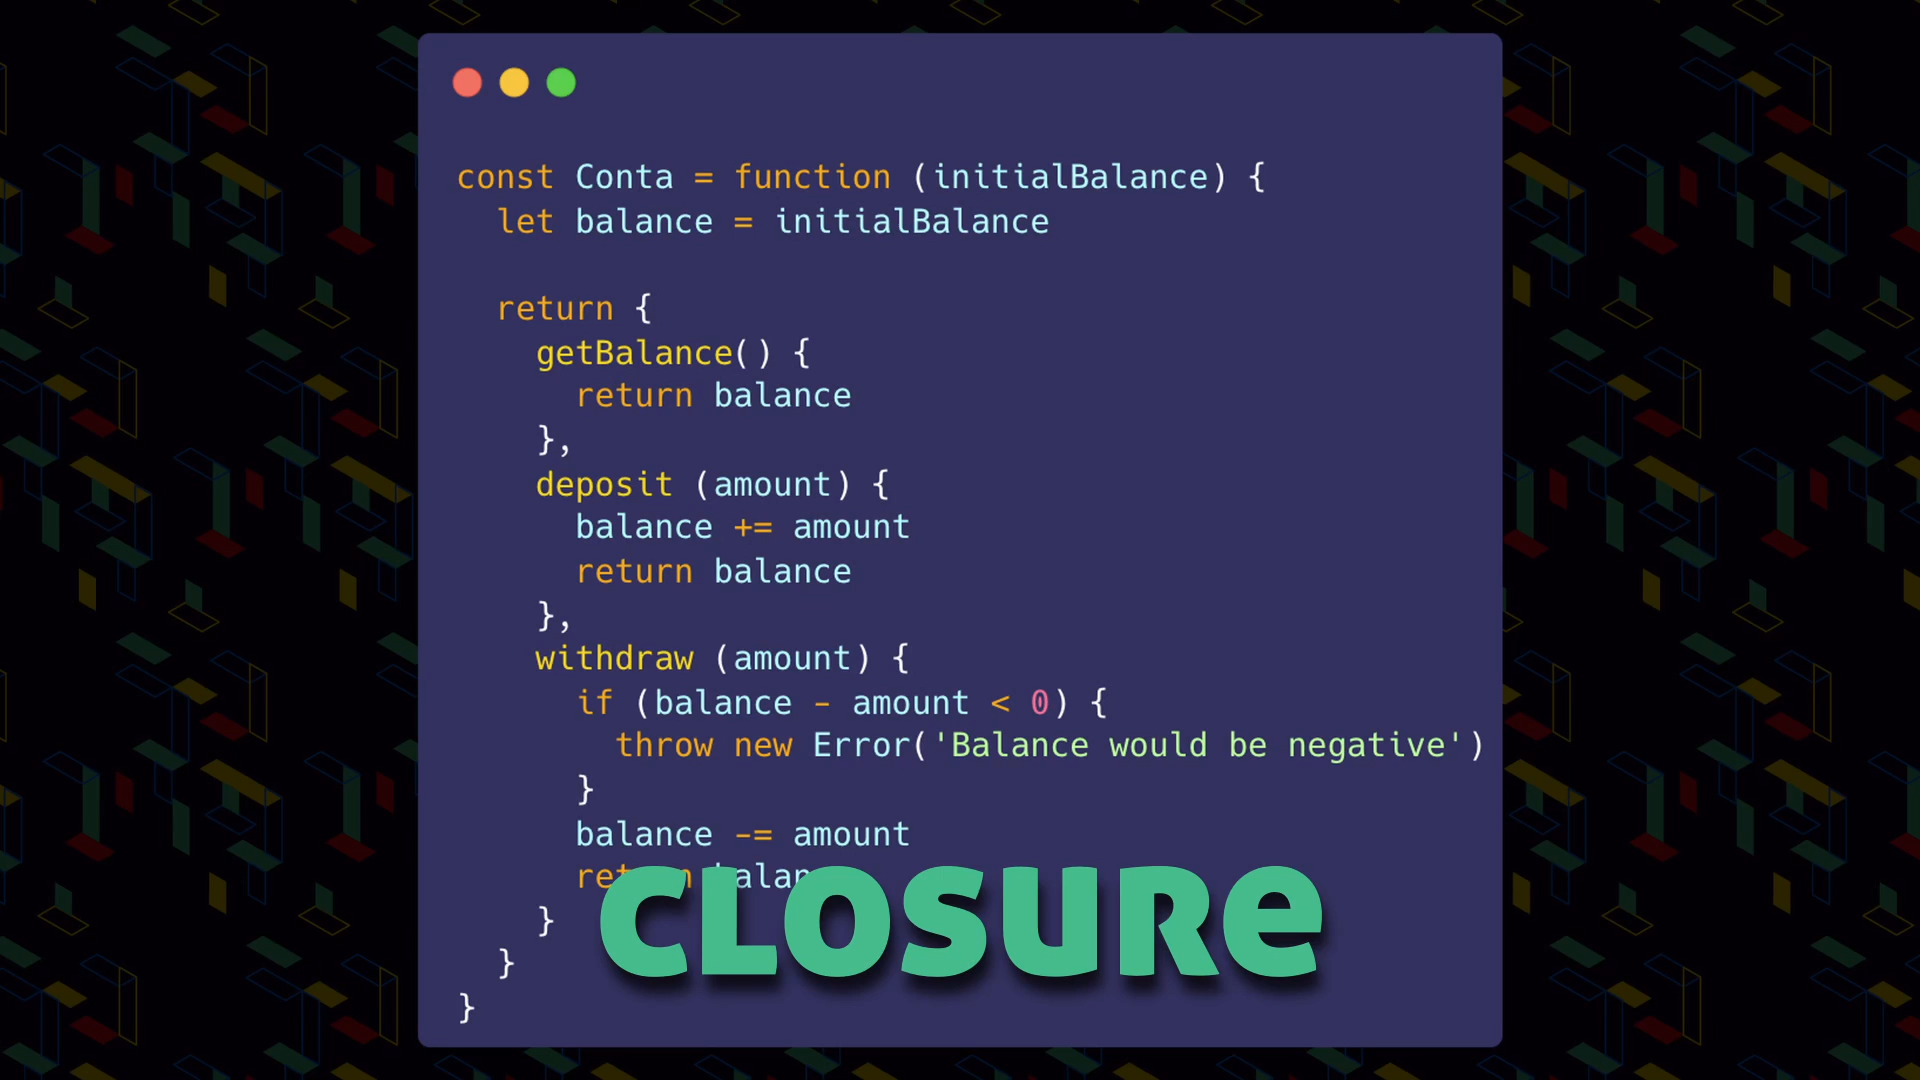 const Conta = function (initialBalance) {
let balance = initialBalance
return {
getBalance() {
return balance
},
deposit (amount) {
balance += amount
return balance
},
withdraw (amount) {
if (balance - amount < 0) {
throw new Error('Balance would be negative')
}
balance -= amount
}
}
}
CLOSURE